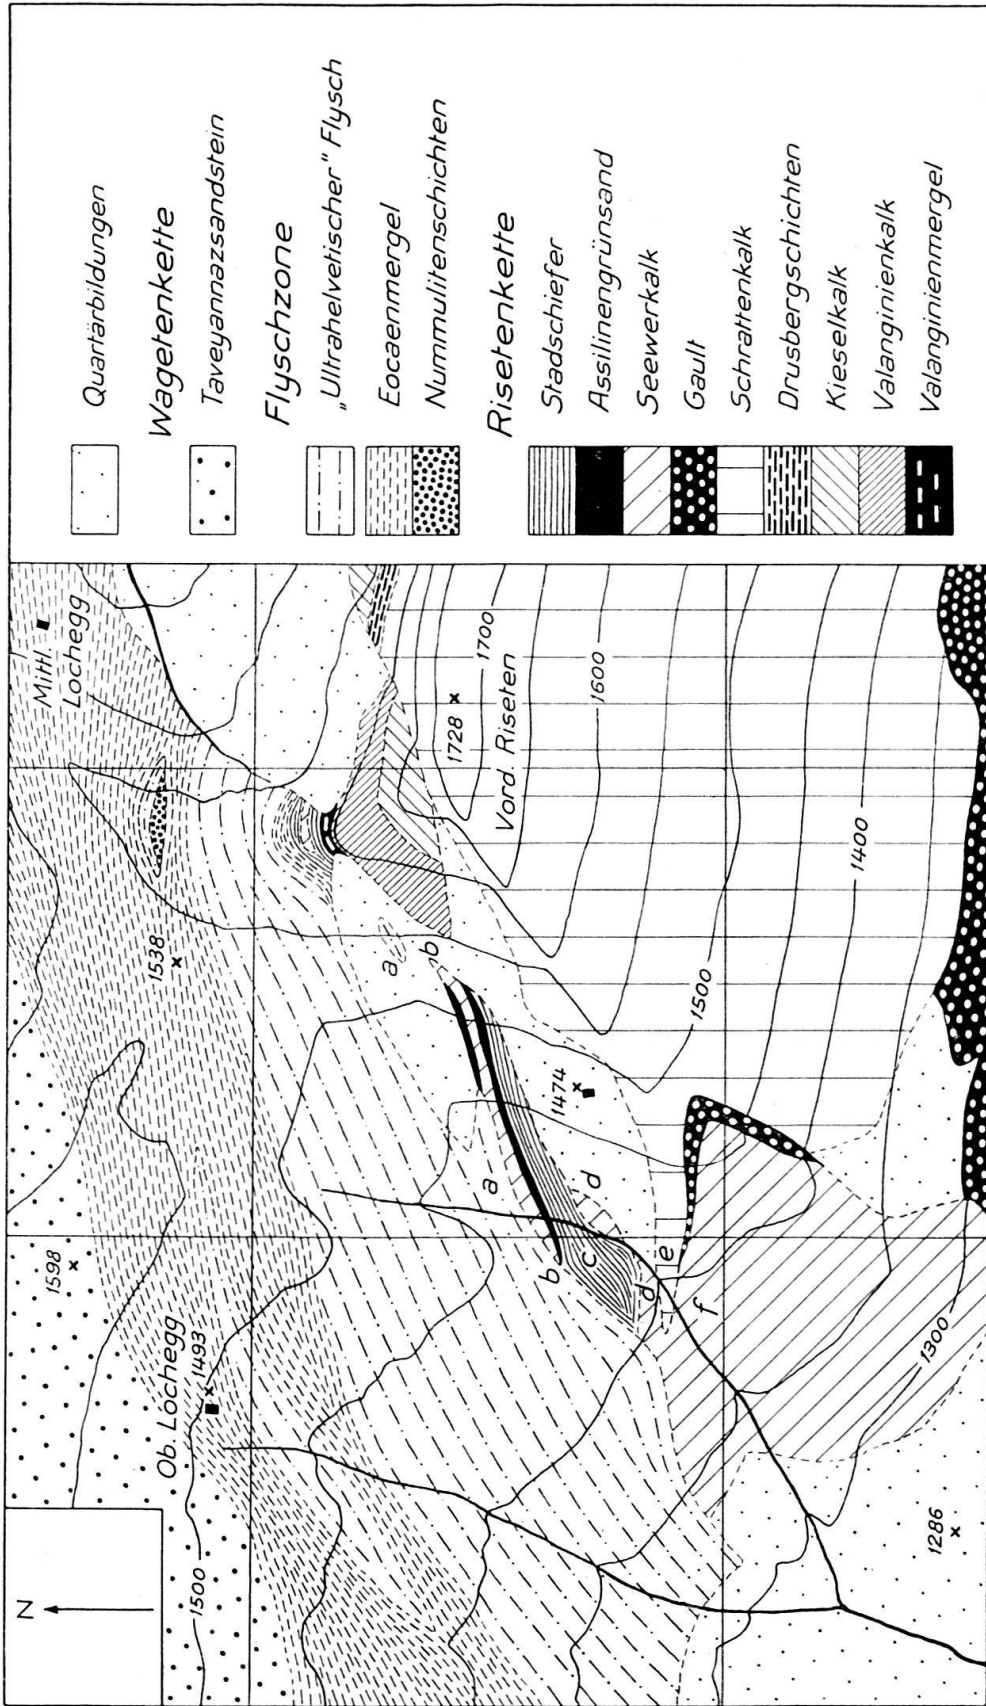 N
1500
Ob. Lochegg
1493
1598
1538
Mittl.
Lochegg
a
b
a
b
c
d
d
e
f
1474
1728
1700
Vord. Riseten
1600
1500
1400
1300
1286
Quartärbildungen
Wagetenkette
Taveyannazsandstein
Flyschzone
„Ultrahelvetischer" Flysch
Eocaenmergel
Nummulitenschichten
Risetenkette
Stadschiefer
Assilinengrünsand
Seewerkalk
Gault
Schrattenkalk
Drusbergschichten
Kieselkalk
Valanginienkalk
Valanginienmergel